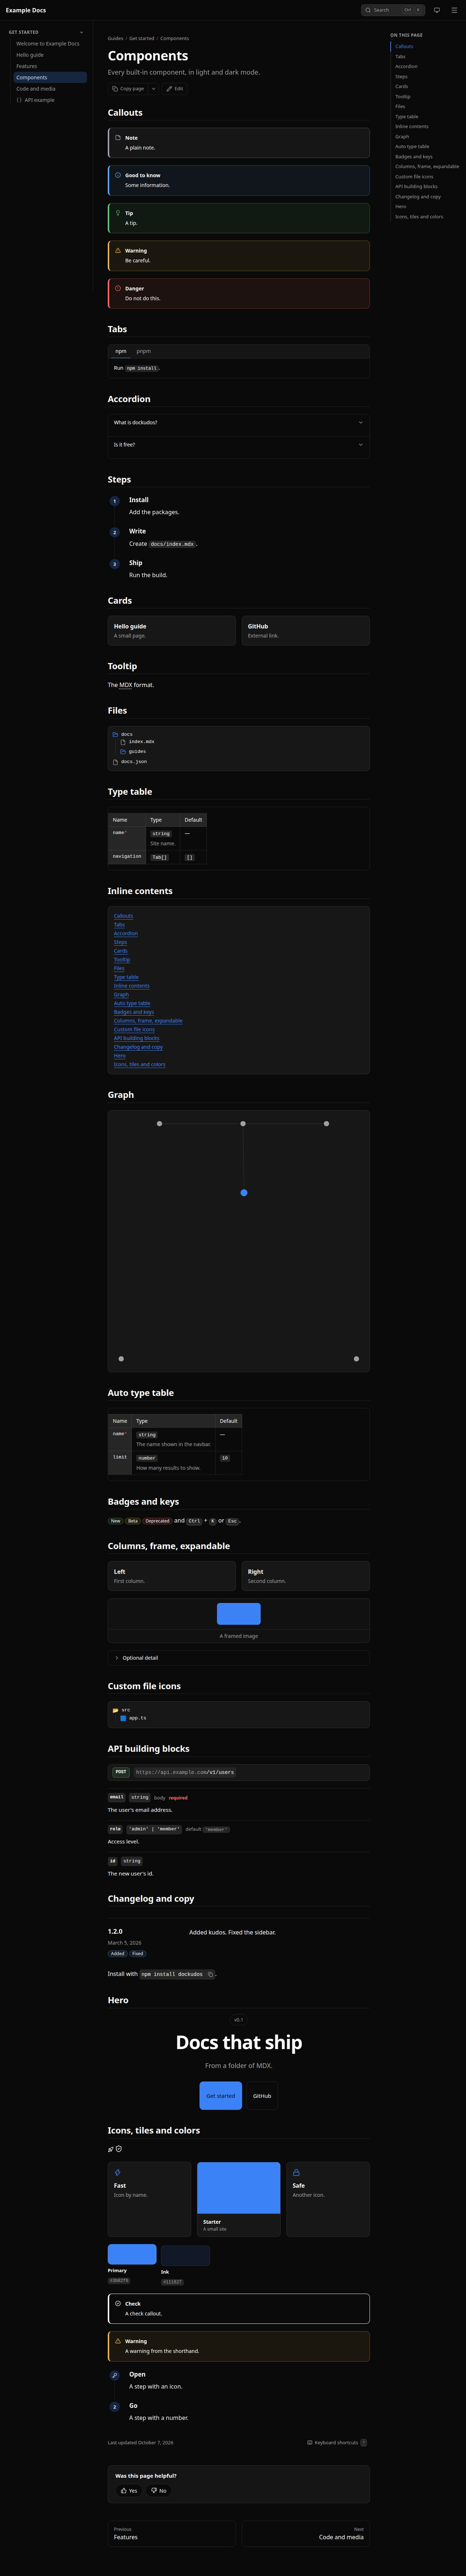 Example Docs
Search Ctrl K
GET STARTED
Welcome to Example Docs
Hello guide
Features
Components
Code and media
API example
Guides / Get started / Components
Components
Every built-in component, in light and dark mode.
Copy page
Edit
ON THIS PAGE
Callouts
Tabs
Accordion
Steps
Cards
Tooltip
Files
Type table
Inline contents
Graph
Auto type table
Badges and keys
Columns, frame, expandable
Custom file icons
API building blocks
Changelog and copy
Hero
Icons, tiles and colors
Callouts
Note
A plain note.
Good to know
Some information.
Tip
A tip.
Warning
Be careful.
Danger
Do not do this.
Tabs
npm pnpm
Run npm install.
Accordion
What is dockudos?
Is it free?
Steps
1 Install
Add the packages.
2 Write
Create docs/index.mdx.
3 Ship
Run the build.
Cards
Hello guide
A small page.
GitHub
External link.
Tooltip
The MDX format.
Files
docs
index.mdx
guides
docs.json
Type table
Name Type Default
name* string —
Site name.
navigation Tab[] []
Inline contents
Callouts
Tabs
Accordion
Steps
Cards
Tooltip
Files
Type table
Inline contents
Graph
Auto type table
Badges and keys
Columns, frame, expandable
Custom file icons
API building blocks
Changelog and copy
Hero
Icons, tiles and colors
Graph
Auto type table
Name Type Default
name* string —
The name shown in the navbar.
limit number 10
How many results to show.
Badges and keys
New Beta Deprecated and Ctrl + K or Esc.
Columns, frame, expandable
Left
First column.
Right
Second column.
A framed image
Optional detail
Custom file icons
src
app.ts
API building blocks
POST https://api.example.com/v1/users
email string body required
The user's email address.
role 'admin' | 'member' default 'member'
Access level.
id string
The new user's id.
Changelog and copy
1.2.0
March 5, 2026
Added Fixed
Added kudos. Fixed the sidebar.
Install with npm install dockudos.
Hero
v0.1
Docs that ship
From a folder of MDX.
Get started
GitHub
Icons, tiles and colors
Fast
Icon by name.
Starter
A small site
Safe
Another icon.
Primary
#3B82F6
Ink
#111827
Check
A check callout.
Warning
A warning from the shorthand.
Open
A step with an icon.
2 Go
A step with a number.
Last updated October 7, 2026
Keyboard shortcuts ?
Was this page helpful?
Yes No
Previous
Features
Next
Code and media